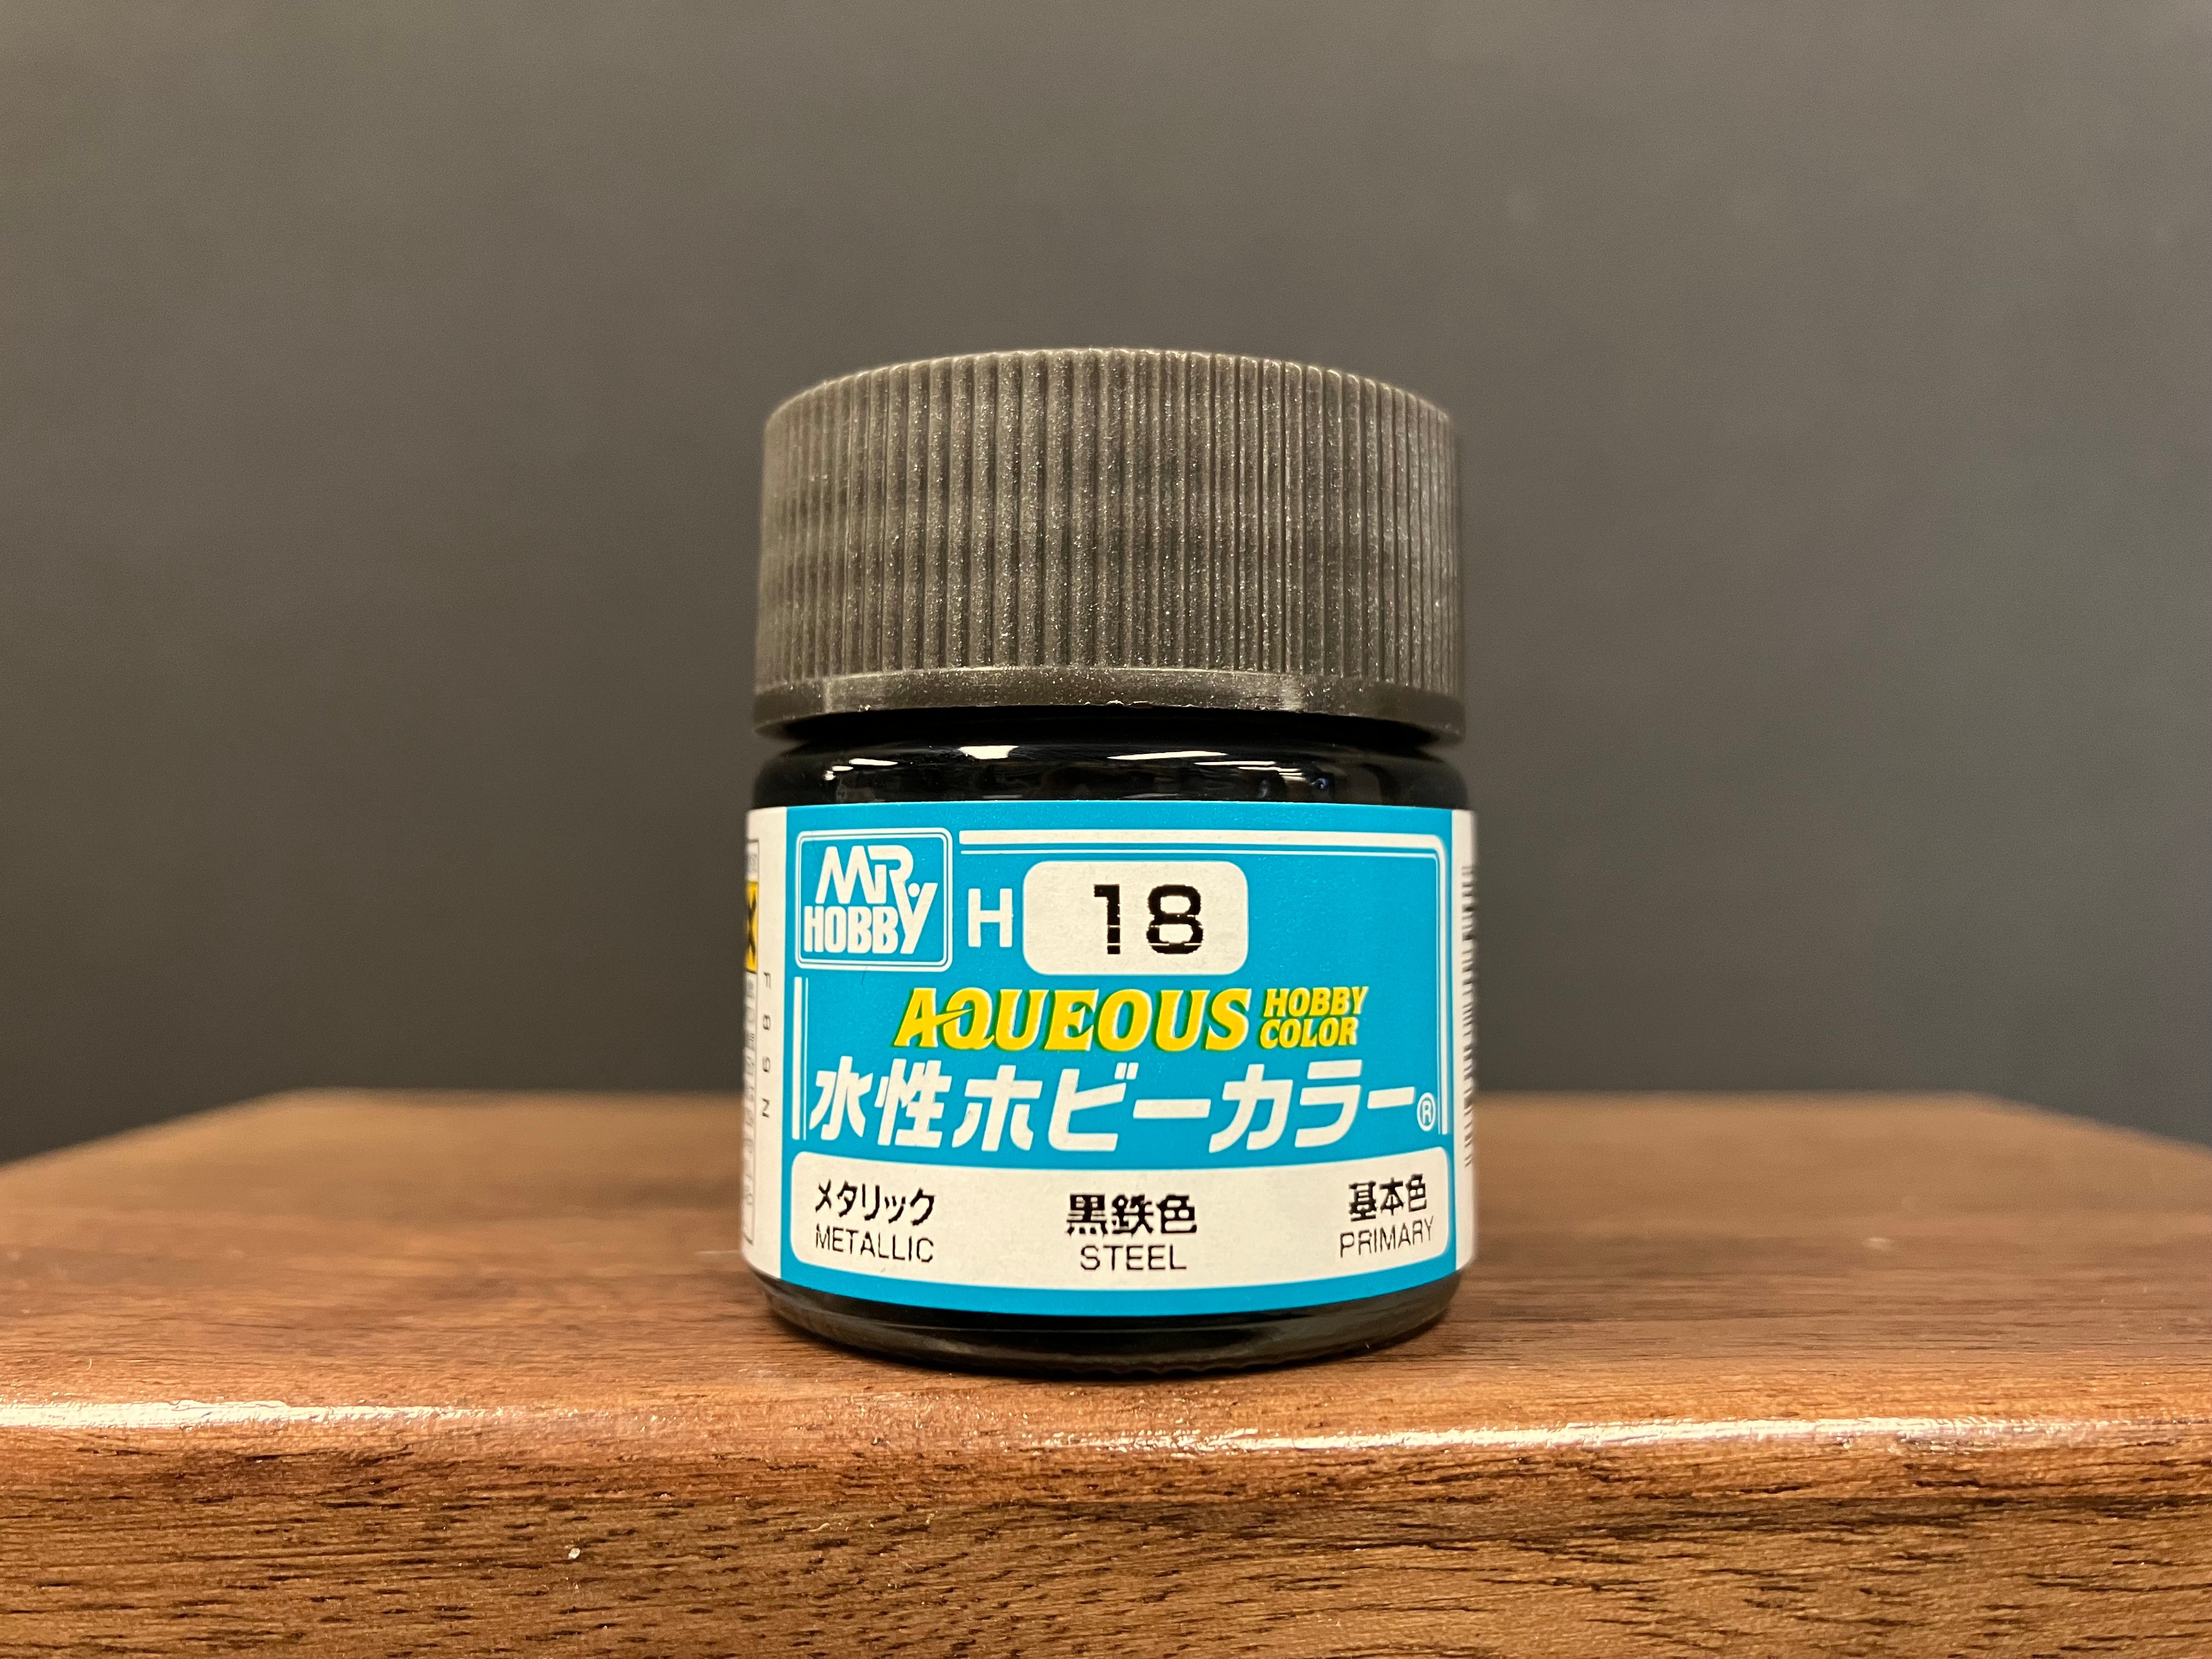 MR. HOBBY
H 18
AQUEOUS HOBBY COLOR
水性ホビーカラー®
メタリック 黒鉄色 基本色
METALLIC STEEL PRIMARY
F89N